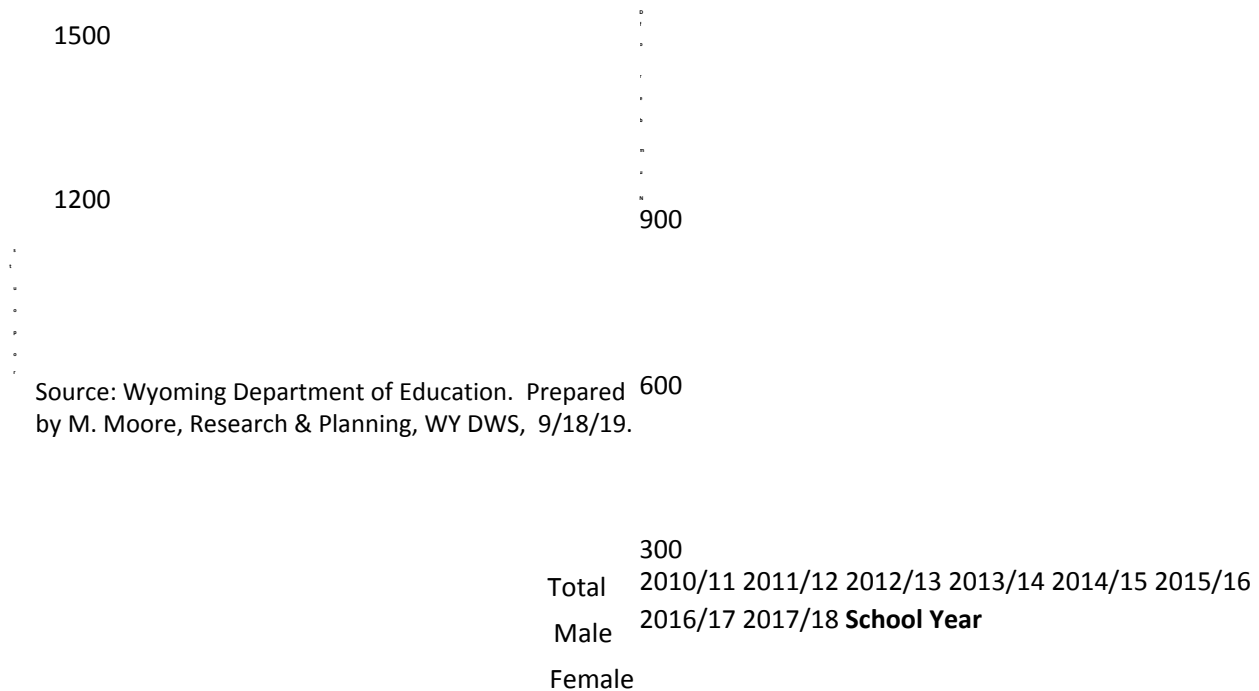 1500
1200
900
Source: Wyoming Department of Education. Prepared
by M. Moore, Research & Planning, WY DWS, 9/18/19.
600
300
Total
Male
Female
2010/11 2011/12 2012/13 2013/14 2014/15 2015/16
2016/17 2017/18 School Year